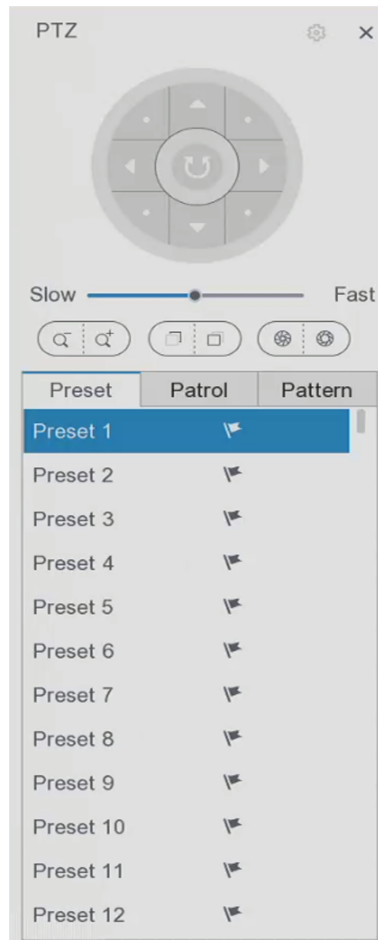 PTZ
Slow Fast
Preset Patrol Pattern
Preset 1
Preset 2
Preset 3
Preset 4
Preset 5
Preset 6
Preset 7
Preset 8
Preset 9
Preset 10
Preset 11
Preset 12